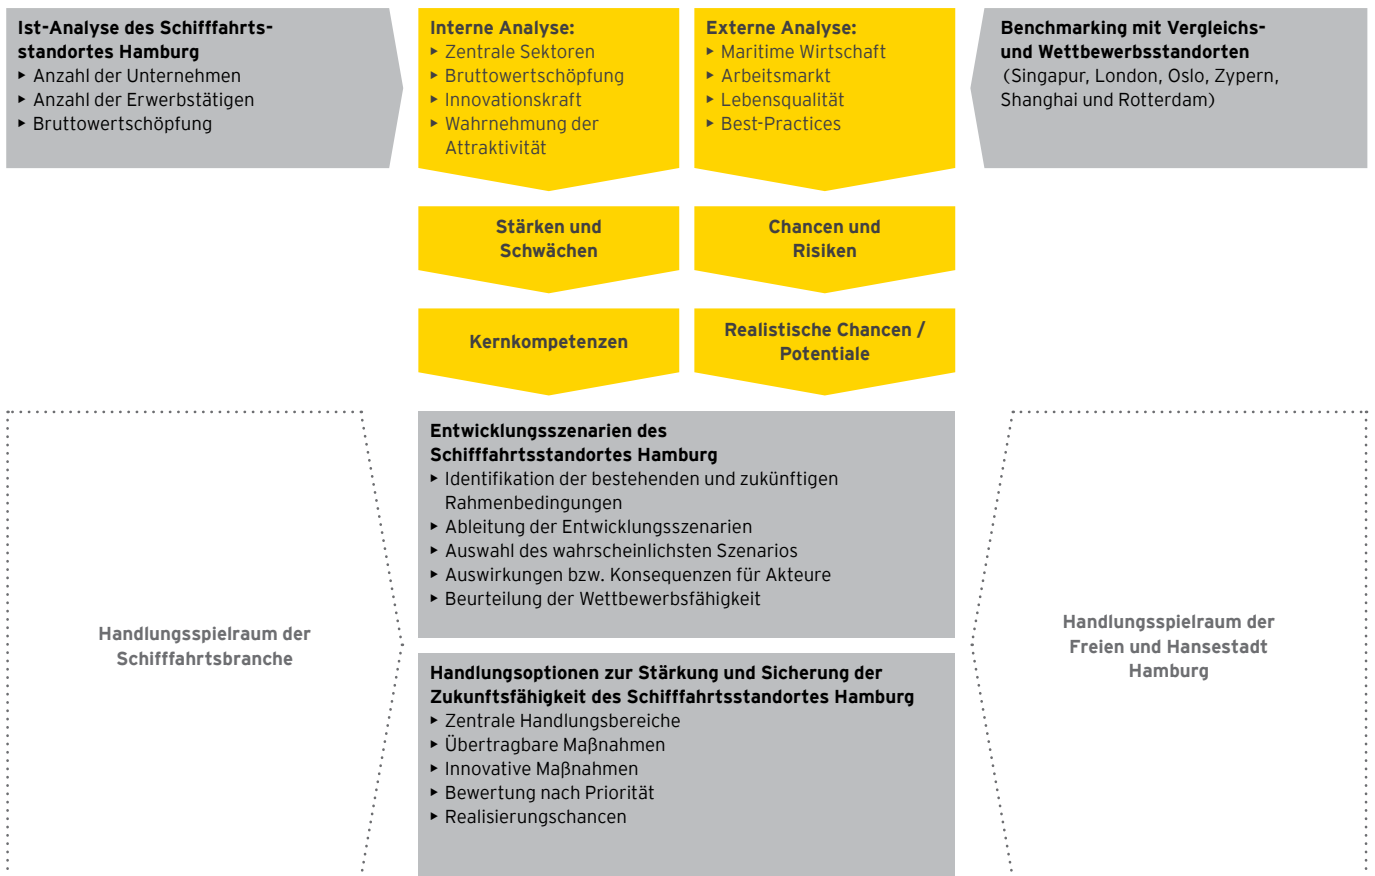 Ist-Analyse des Schifffahrts-
standortes Hamburg
▸ Anzahl der Unternehmen
▸ Anzahl der Erwerbstätigen
▸ Bruttowertschöpfung
Interne Analyse:
▸ Zentrale Sektoren
▸ Bruttowertschöpfung
▸ Innovationskraft
▸ Wahrnehmung der
Attraktivität
Externe Analyse:
▸ Maritime Wirtschaft
▸ Arbeitsmarkt
▸ Lebensqualität
▸ Best-Practices
Benchmarking mit Vergleichs-
und Wettbewerbsstandorten
(Singapur, London, Oslo, Zypern,
Shanghai und Rotterdam)
Stärken und
Schwächen
Chancen und
Risiken
Kernkompetenzen
Realistische Chancen /
Potentiale
Entwicklungsszenarien des
Schifffahrtsstandortes Hamburg
▸ Identifikation der bestehenden und zukünftigen
Rahmenbedingungen
▸ Ableitung der Entwicklungsszenarien
▸ Auswahl des wahrscheinlichsten Szenarios
▸ Auswirkungen bzw. Konsequenzen für Akteure
▸ Beurteilung der Wettbewerbsfähigkeit
Handlungsspielraum der
Schifffahrtsbranche
Handlungsspielraum der
Freien und Hansestadt
Hamburg
Handlungsoptionen zur Stärkung und Sicherung der
Zukunftsfähigkeit des Schifffahrtsstandortes Hamburg
▸ Zentrale Handlungsbereiche
▸ Übertragbare Maßnahmen
▸ Innovative Maßnahmen
▸ Bewertung nach Priorität
▸ Realisierungschancen